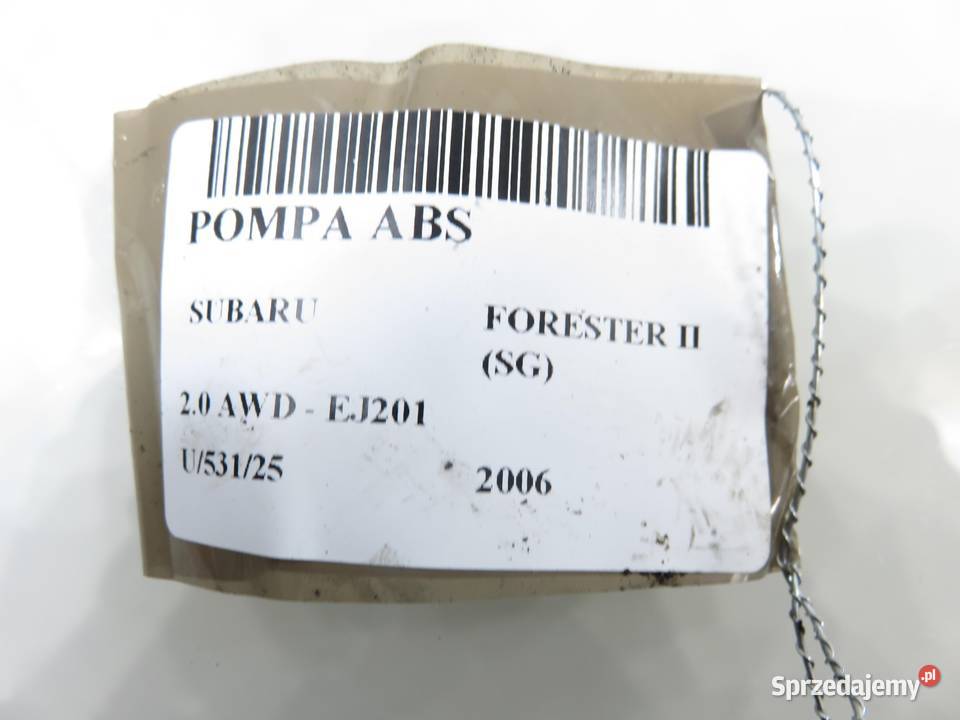 POMPA ABS
SUBARU
FORESTER II
(SG)
2.0 AWD - EJ201
U/531/25
2006
Sprzedajemy.pl